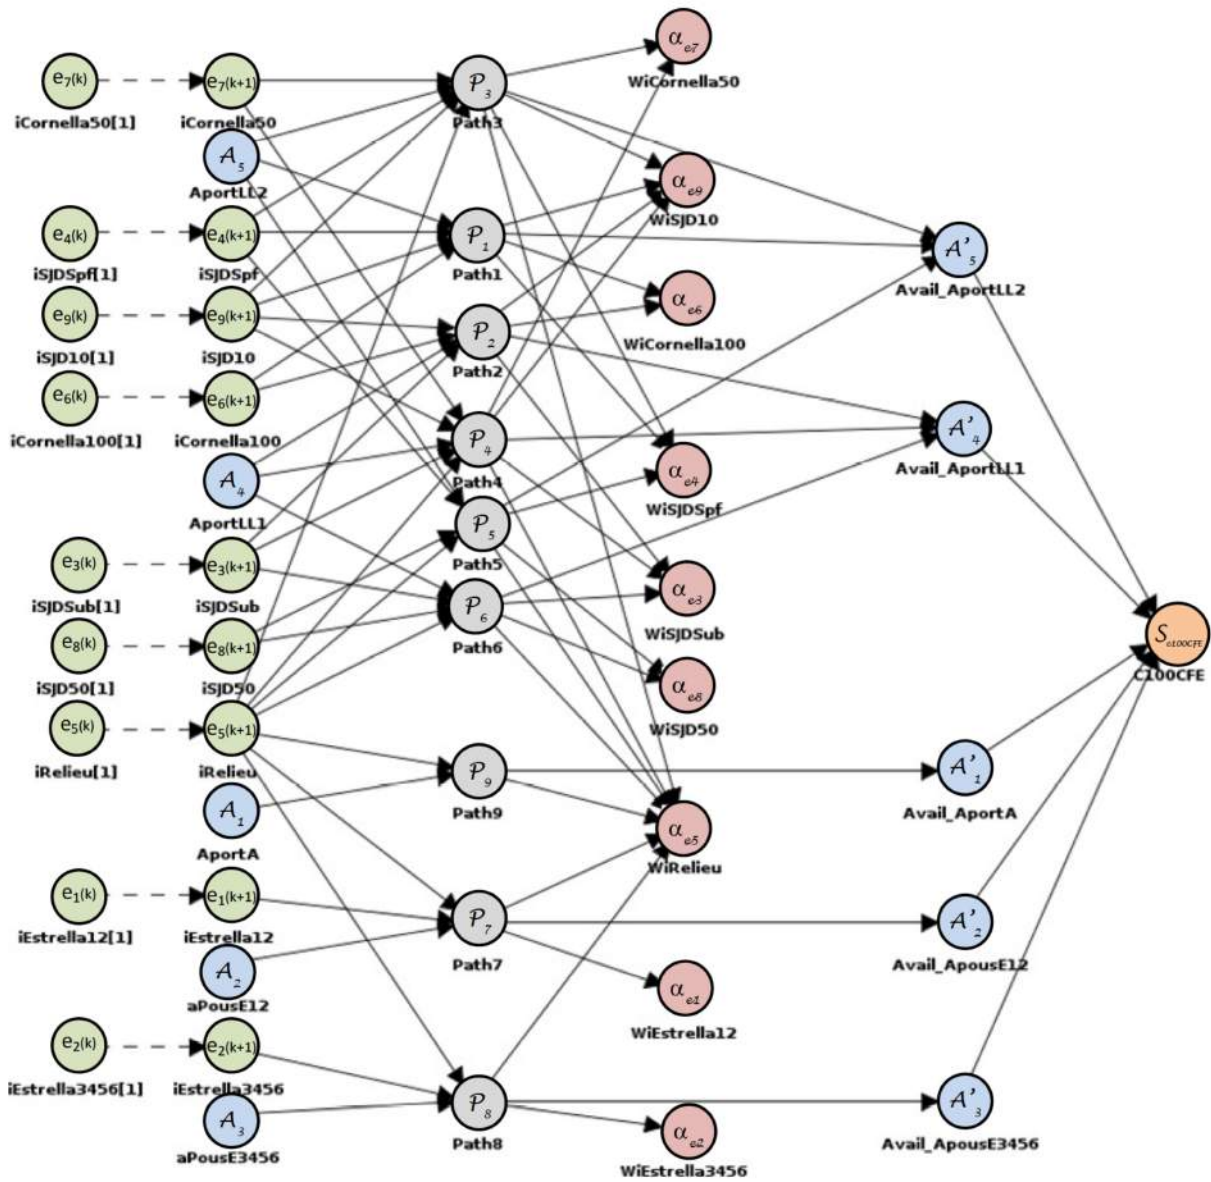 αe7
WiCornella50
e7(k)
iCornella50[1]
e7(k+1)
iCornella50
P3
Path3
A5
AportLL2
αe9
WiSJD10
e4(k)
iSJDSpf[1]
e4(k+1)
iSJDSpf
P1
Path1
A'5
Avail_AportLL2
e9(k)
iSJD10[1]
e9(k+1)
iSJD10
P2
Path2
αe6
WiCornella100
e6(k)
iCornella100[1]
e6(k+1)
iCornella100
P4
Path4
A'4
Avail_AportLL1
A4
AportLL1
αe4
WiSJDSpf
P5
Path5
e3(k)
iSJDSub[1]
e3(k+1)
iSJDSub
P6
Path6
αe3
WiSJDSub
e8(k)
iSJD50[1]
e8(k+1)
iSJD50
αe8
WiSJD50
Sc100CFE
C100CFE
e5(k)
iRelieu[1]
e5(k+1)
iRelieu
P9
Path9
A'1
Avail_AportA
A1
AportA
αe5
WiRelieu
e1(k)
iEstrella12[1]
e1(k+1)
iEstrella12
P7
Path7
A'2
Avail_ApousE12
A2
aPousE12
αe1
WiEstrella12
e2(k)
iEstrella3456[1]
e2(k+1)
iEstrella3456
P8
Path8
A'3
Avail_ApousE3456
A3
aPousE3456
αe2
WiEstrella3456